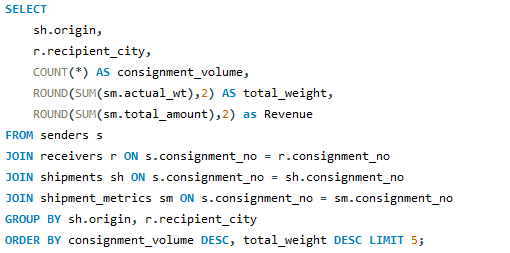 SELECT
    sh.origin,
    r.recipient_city,
    COUNT(*) AS consignment_volume,
    ROUND(SUM(sm.actual_wt),2) AS total_weight,
    ROUND(SUM(sm.total_amount),2) as Revenue
FROM senders s
JOIN receivers r ON s.consignment_no = r.consignment_no
JOIN shipments sh ON s.consignment_no = sh.consignment_no
JOIN shipment_metrics sm ON s.consignment_no = sm.consignment_no
GROUP BY sh.origin, r.recipient_city
ORDER BY consignment_volume DESC, total_weight DESC LIMIT 5;